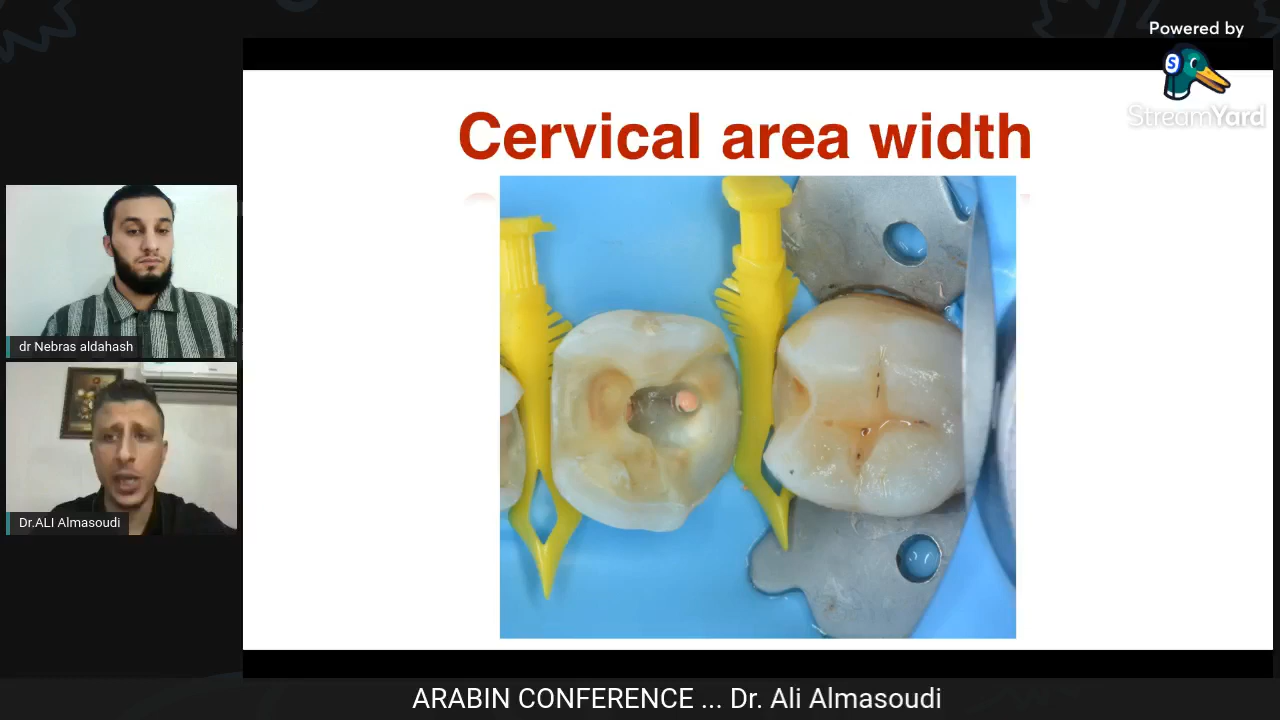 Powered by
S
StreamYard
Cervical area width
dr Nebras aldahash
Dr.ALI Almasoudi
ARABIN CONFERENCE ... Dr. Ali Almasoudi